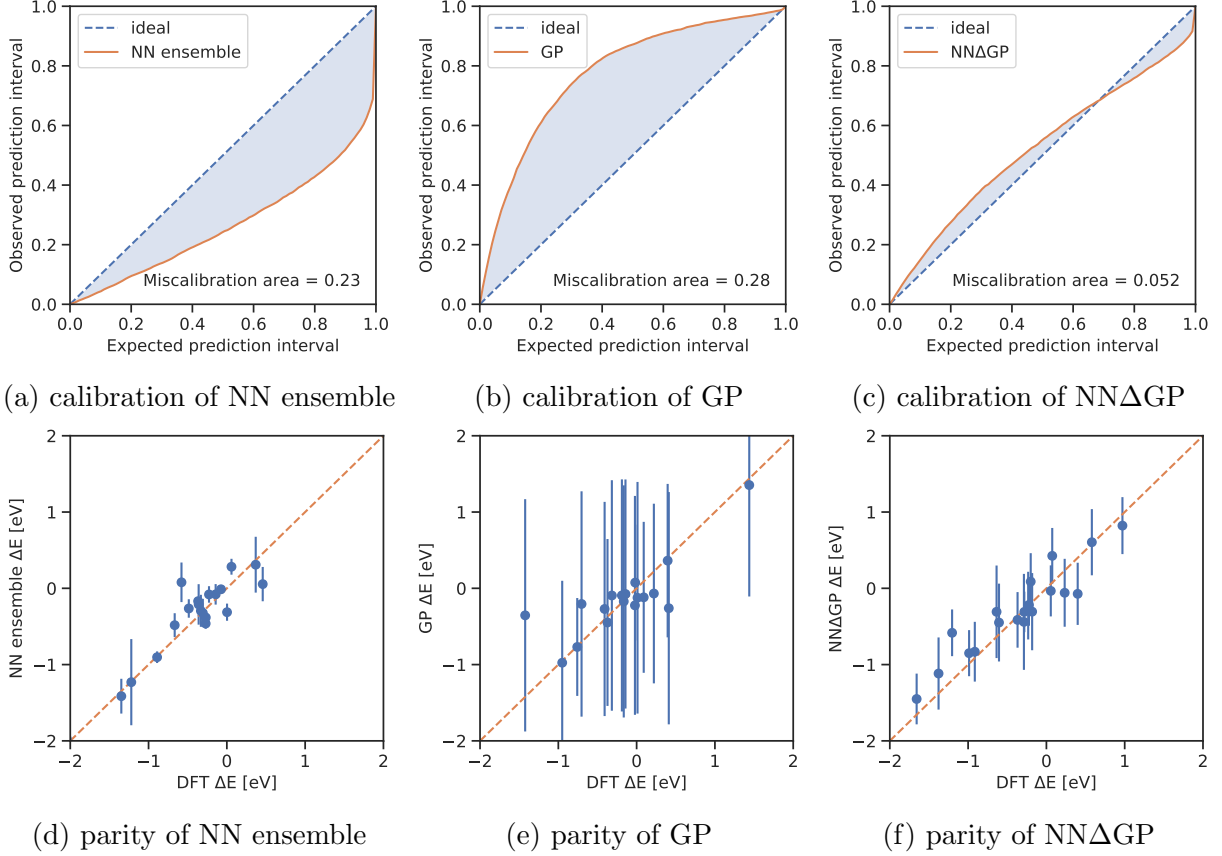 1.0
0.8
0.6
0.4
0.2
0.0
Observed prediction interval
ideal
NN ensemble
Miscalibration area = 0.23
0.0 0.2 0.4 0.6 0.8 1.0
Expected prediction interval
(a) calibration of NN ensemble
1.0
0.8
0.6
0.4
0.2
0.0
Observed prediction interval
ideal
GP
Miscalibration area = 0.28
0.0 0.2 0.4 0.6 0.8 1.0
Expected prediction interval
(b) calibration of GP
1.0
0.8
0.6
0.4
0.2
0.0
Observed prediction interval
ideal
NNΔGP
Miscalibration area = 0.052
0.0 0.2 0.4 0.6 0.8 1.0
Expected prediction interval
(c) calibration of NNΔGP
2
1
0
−1
−2
NN ensemble ΔE [eV]
−2 −1 0 1 2
DFT ΔE [eV]
(d) parity of NN ensemble
2
1
0
−1
−2
GP ΔE [eV]
−2 −1 0 1 2
DFT ΔE [eV]
(e) parity of GP
2
1
0
−1
−2
NNΔGP ΔE [eV]
−2 −1 0 1 2
DFT ΔE [eV]
(f) parity of NNΔGP